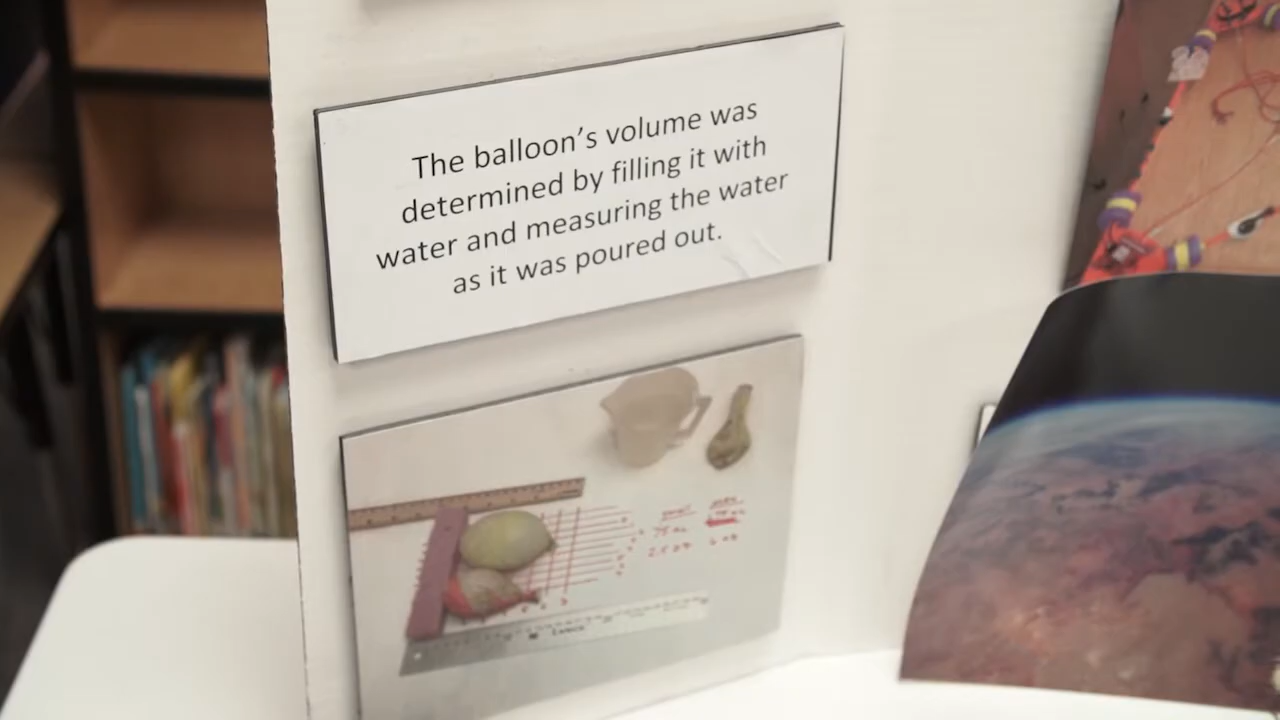 The balloon's volume was
determined by filling it with
water and measuring the water
as it was poured out.